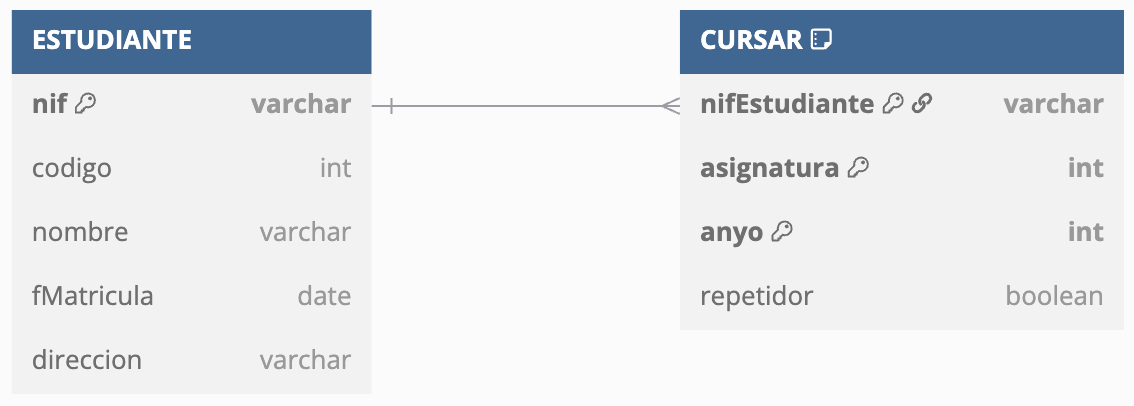 ESTUDIANTE
nif varchar
codigo int
nombre varchar
fMatricula date
direccion varchar
CURSAR
nifEstudiante varchar
asignatura int
anyo int
repetidor boolean